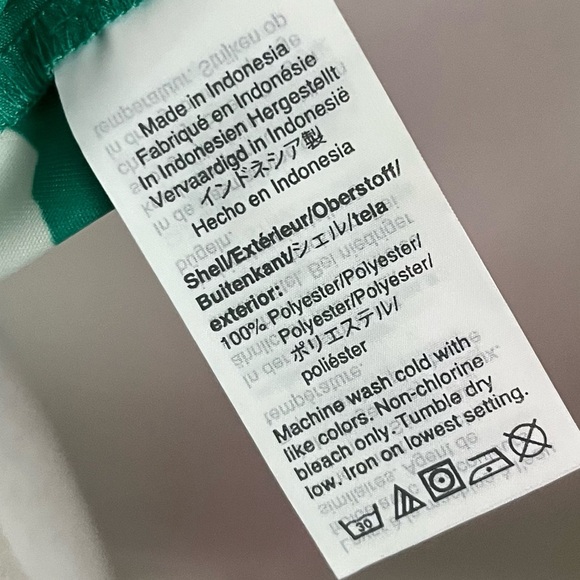 Made in Indonesia
Fabriqué en Indonésie
In Indonesien Hergestellt
Vervaardigd in Indonesië
インドネシア製
Hecho en Indonesia
Shell/Extérieur/Oberstoff/
Buitenkant/シェル/tela
exterior:
100% Polyester/Polyester/
Polyester/Polyester/
ポリエステル/
poliéster
Machine wash cold with
like colors. Non-chlorine
bleach only. Tumble dry
low. Iron on lowest setting.
30